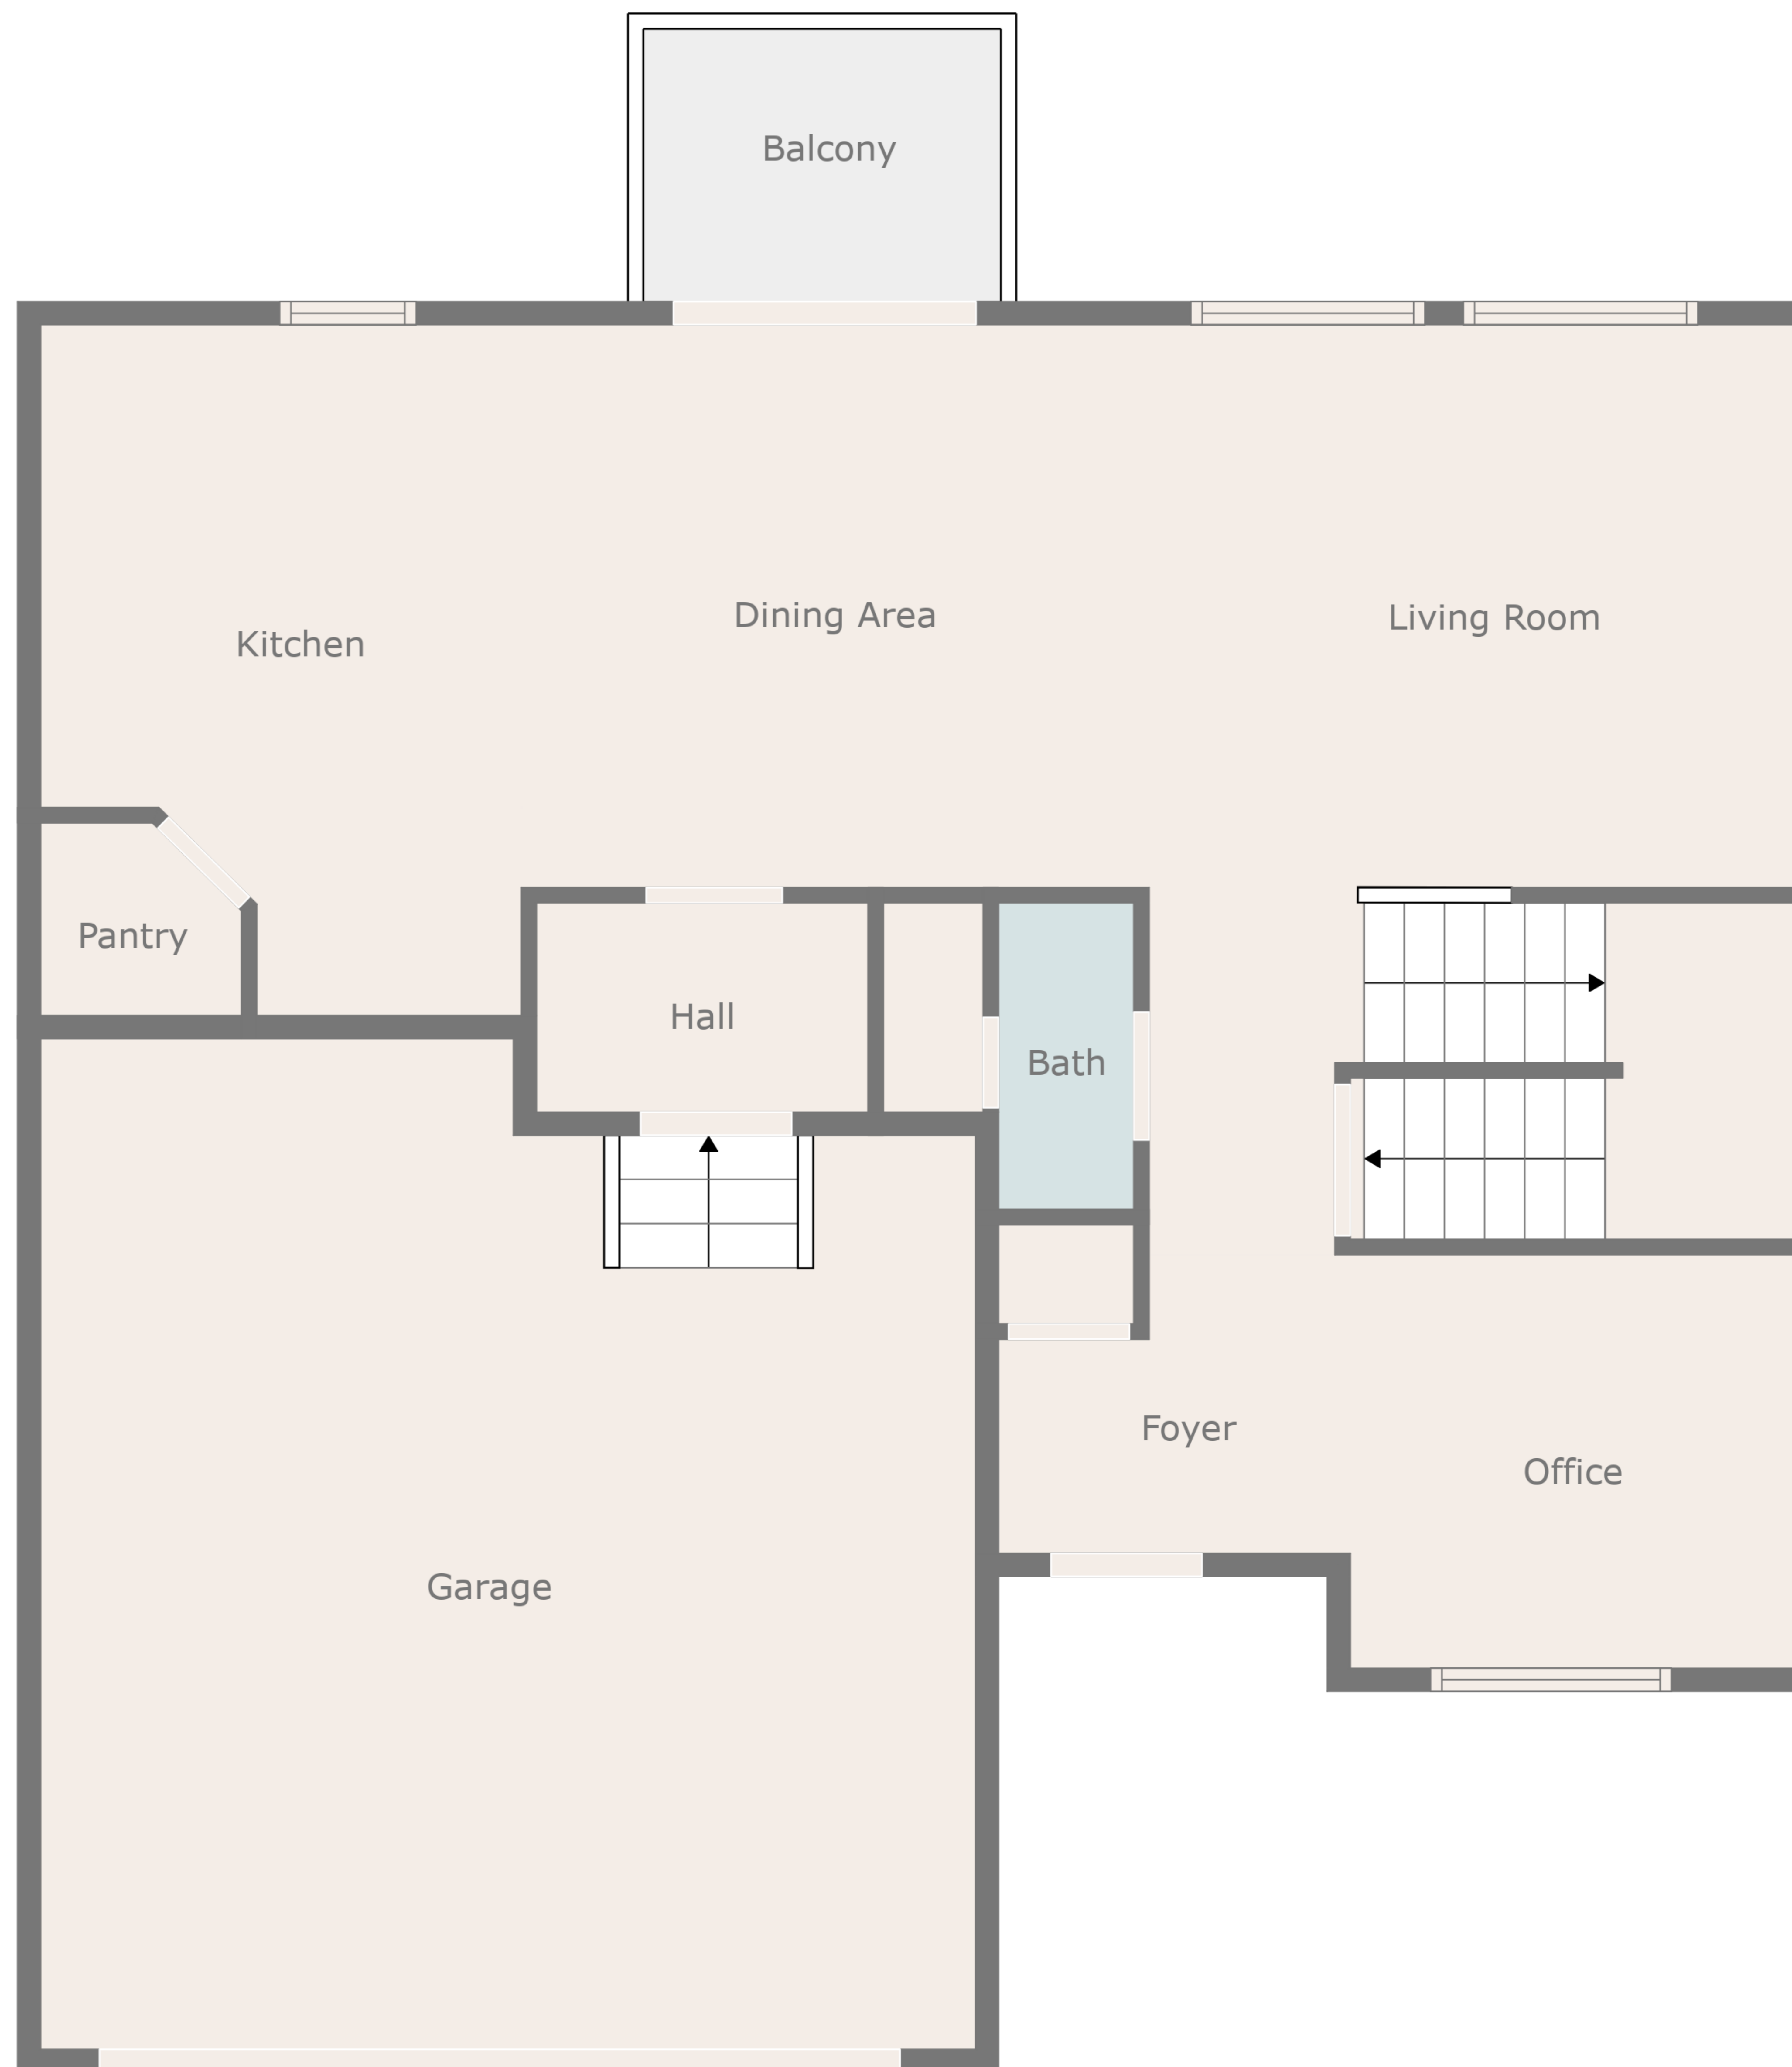 Balcony
Dining Area
Living Room
Kitchen
Pantry
Hall
Bath
Foyer
Office
Garage